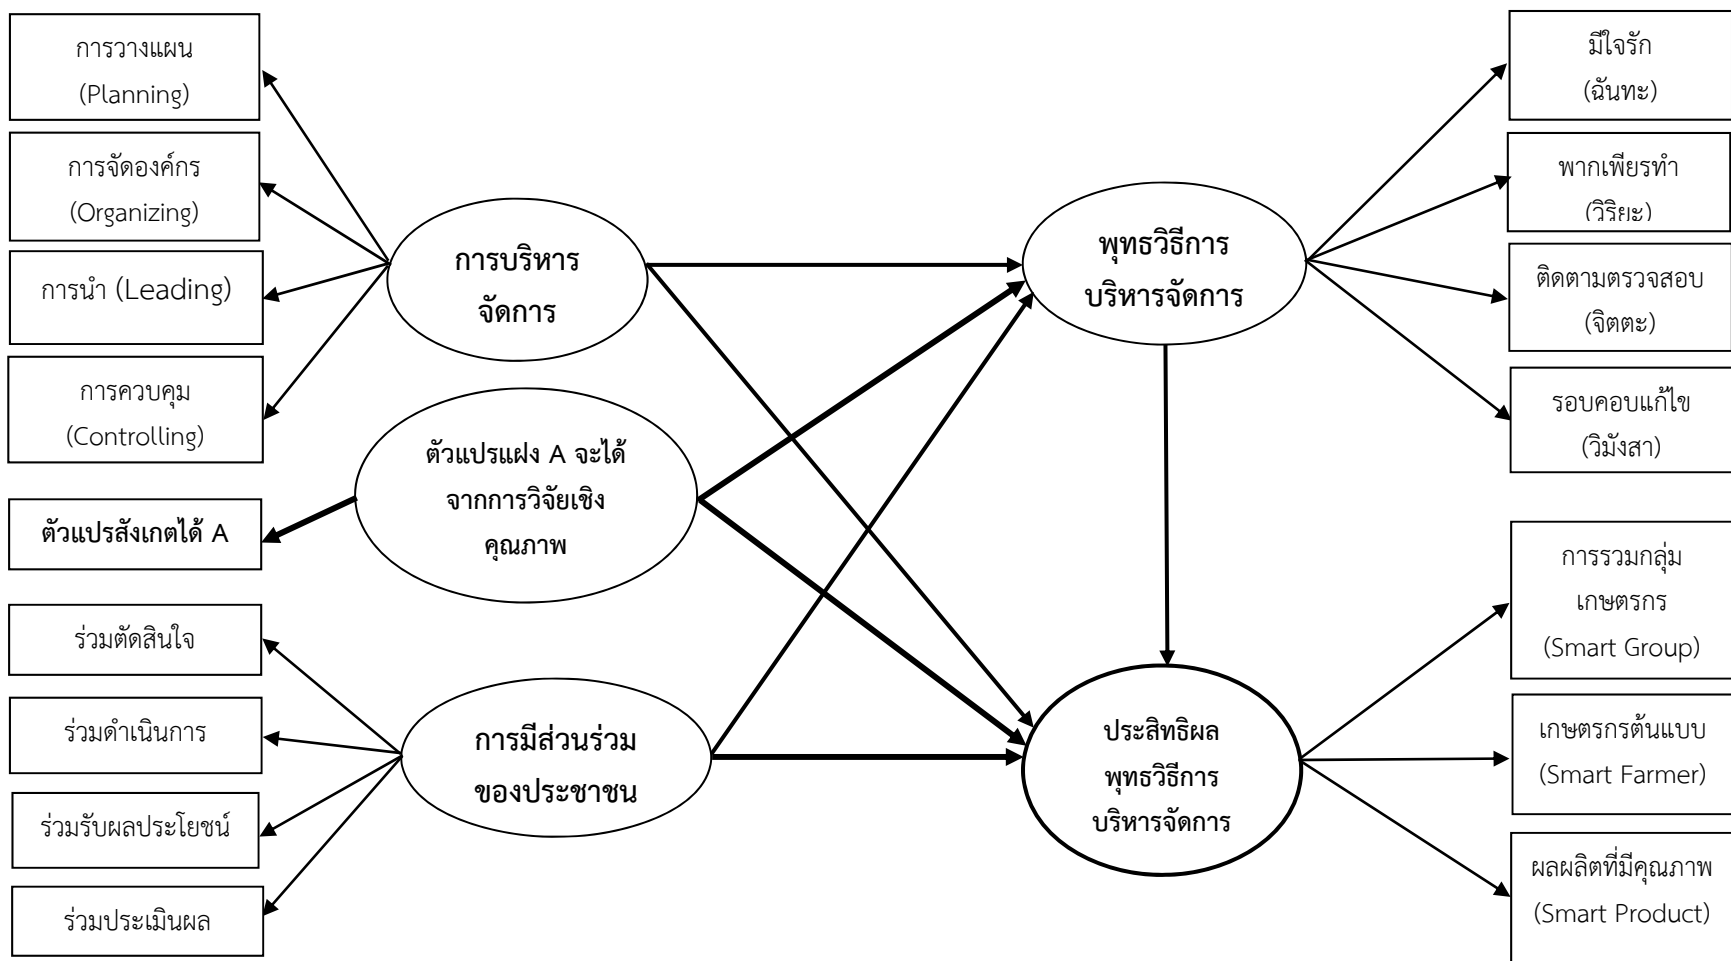 การวางแผน
(Planning)
การจัดองค์กร
(Organizing)
การนำ (Leading)
การควบคุม
(Controlling)
ตัวแปรสังเกตได้ A
ร่วมตัดสินใจ
ร่วมดำเนินการ
ร่วมรับผลประโยชน์
ร่วมประเมินผล
การบริหาร
จัดการ
ตัวแปรแฝง A จะได้
จากการวิจัยเชิง
คุณภาพ
การมีส่วนร่วม
ของประชาชน
พุทธวิธีการ
บริหารจัดการ
ประสิทธิผล
พุทธวิธีการ
บริหารจัดการ
มีใจรัก
(ฉันทะ)
พากเพียรทำ
(วิริยะ)
ติดตามตรวจสอบ
(จิตตะ)
รอบคอบแก้ไข
(วิมังสา)
การรวมกลุ่ม
เกษตรกร
(Smart Group)
เกษตรกรต้นแบบ
(Smart Farmer)
ผลผลิตที่มีคุณภาพ
(Smart Product)